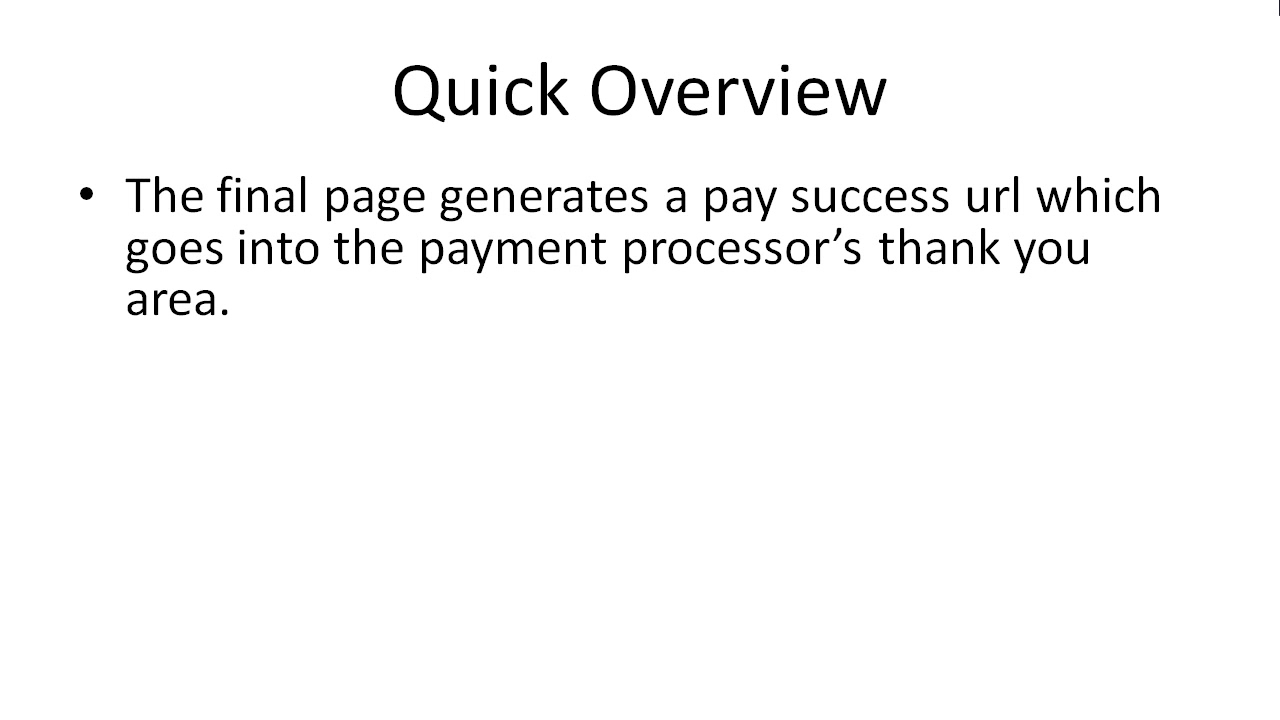 Quick Overview
• The final page generates a pay success url which
goes into the payment processor’s thank you
area.